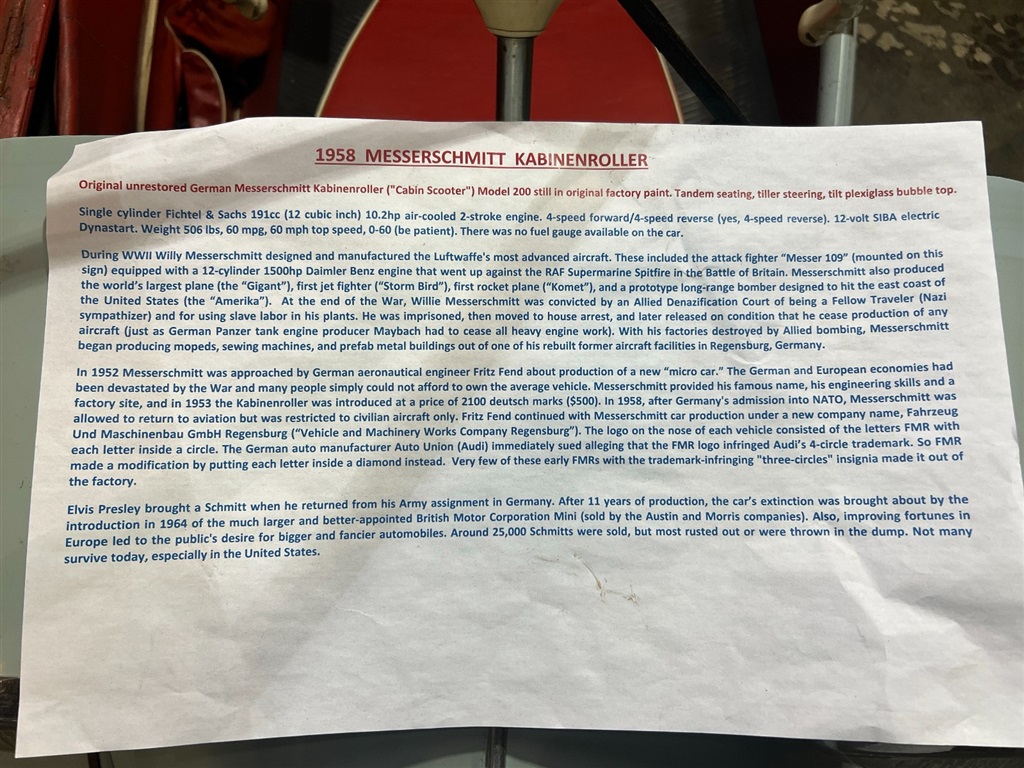 1958 MESSERSCHMITT KABINENROLLER
Original unrestored German Messerschmitt Kabinenroller ("Cabin Scooter") Model 200 still in original factory paint. Tandem seating, tiller steering, tilt plexiglass bubble top.
Single cylinder Fichtel & Sachs 191cc (12 cubic inch) 10.2hp air-cooled 2-stroke engine. 4-speed forward/4-speed reverse (yes, 4-speed reverse). 12-volt SIBA electric
Dynastart. Weight 506 lbs, 60 mpg, 60 mph top speed, 0-60 (be patient). There was no fuel gauge available on the car.
During WWII Willy Messerschmitt designed and manufactured the Luftwaffe's most advanced aircraft. These included the attack fighter “Messer 109” (mounted on this
sign) equipped with a 12-cylinder 1500hp Daimler Benz engine that went up against the RAF Supermarine Spitfire in the Battle of Britain. Messerschmitt also produced
the world’s largest plane (the “Gigant”), first jet fighter (“Storm Bird”), first rocket plane (“Komet”), and a prototype long-range bomber designed to hit the east coast of
the United States (the “Amerika”). At the end of the War, Willie Messerschmitt was convicted by an Allied Denazification Court of being a Fellow Traveler (Nazi
sympathizer) and for using slave labor in his plants. He was imprisoned, then moved to house arrest, and later released on condition that he cease production of any
aircraft (just as German Panzer tank engine producer Maybach had to cease all heavy engine work). With his factories destroyed by Allied bombing, Messerschmitt
began producing mopeds, sewing machines, and prefab metal buildings out of one of his rebuilt former aircraft facilities in Regensburg, Germany.
In 1952 Messerschmitt was approached by German aeronautical engineer Fritz Fend about production of a new “micro car.” The German and European economies had
been devastated by the War and many people simply could not afford to own the average vehicle. Messerschmitt provided his famous name, his engineering skills and a
factory site, and in 1953 the Kabinenroller was introduced at a price of 2100 deutsch marks ($500). In 1958, after Germany's admission into NATO, Messerschmitt was
allowed to return to aviation but was restricted to civilian aircraft only. Fritz Fend continued with Messerschmitt car production under a new company name, Fahrzeug
Und Maschinenbau GmbH Regensburg (“Vehicle and Machinery Works Company Regensburg”). The logo on the nose of each vehicle consisted of the letters FMR with
each letter inside a circle. The German auto manufacturer Auto Union (Audi) immediately sued alleging that the FMR logo infringed Audi’s 4-circle trademark. So FMR
made a modification by putting each letter inside a diamond instead. Very few of these early FMRs with the trademark-infringing "three-circles" insignia made it out of
the factory.
Elvis Presley brought a Schmitt when he returned from his Army assignment in Germany. After 11 years of production, the car’s extinction was brought about by the
introduction in 1964 of the much larger and better-appointed British Motor Corporation Mini (sold by the Austin and Morris companies). Also, improving fortunes in
Europe led to the public's desire for bigger and fancier automobiles. Around 25,000 Schmitts were sold, but most rusted out or were thrown in the dump. Not many
survive today, especially in the United States.